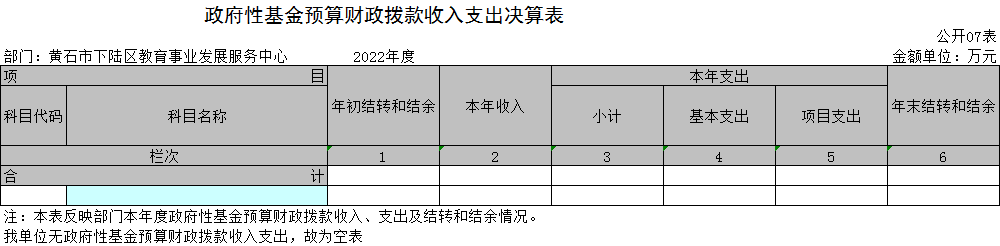 政府性基金预算财政拨款收入支出决算表
公开07表
部门：黄石市下陆区教育事业发展服务中心 2022年度 金额单位：万元
项 目 年初结转和结余 本年收入 本年支出 年末结转和结余
科目代码 科目名称 小计 基本支出 项目支出
栏次 1 2 3 4 5 6
合 计
注：本表反映部门本年度政府性基金预算财政拨款收入、支出及结转和结余情况。
我单位无政府性基金预算财政拨款收入支出，故为空表